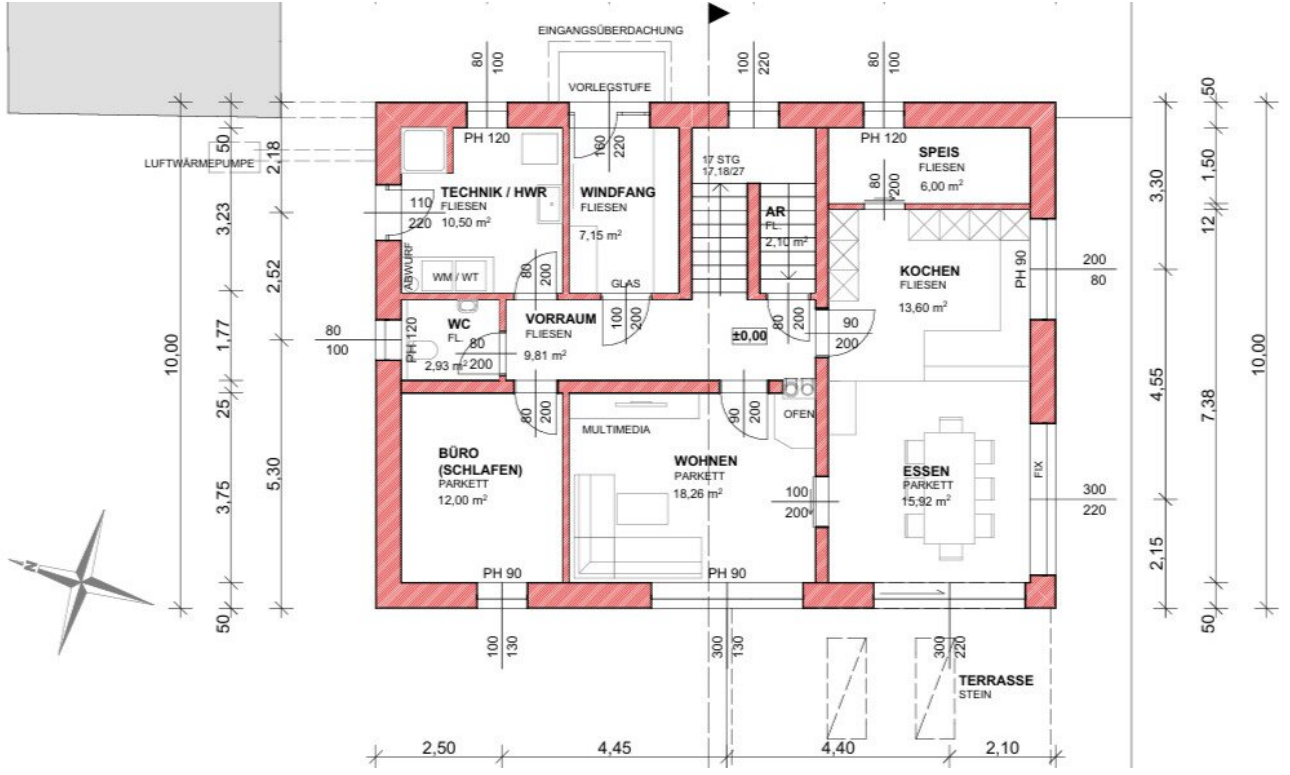 EINGANGSÜBERDACHUNG
80
100
100
220
80
100
VORLEGSTUFE
50
2,18
3,23
10,00
LUFTWÄRMEPUMPE
PH 120
160
220
17 STG
17,18/27
PH 120
SPEIS
FLIESEN
6,00 m²
80
200
50
1,50
3,30
12
10,00
TECHNIK / HWR
FLIESEN
10,50 m²
110
220
WINDFANG
FLIESEN
7,15 m²
AR
FL.
2,10 m²
ABWURF
WM / WT
80
200
GLAS
KOCHEN
FLIESEN
13,60 m²
PH 90
200
80
2,52
1,77
80
100
PH 120
WC
FL.
2,93 m²
80
200
VORRAUM
FLIESEN
9,81 m²
100
200
±0,00
80
200
90
200
4,55
7,38
25
3,75
5,30
80
200
MULTIMEDIA
90
200
OFEN
BÜRO
(SCHLAFEN)
PARKETT
12,00 m²
WOHNEN
PARKETT
18,26 m²
100
200
ESSEN
PARKETT
15,92 m²
FIX
300
220
2,15
N
PH 90
PH 90
50
50
100
130
300
130
300
220
TERRASSE
STEIN
2,50
4,45
4,40
2,10